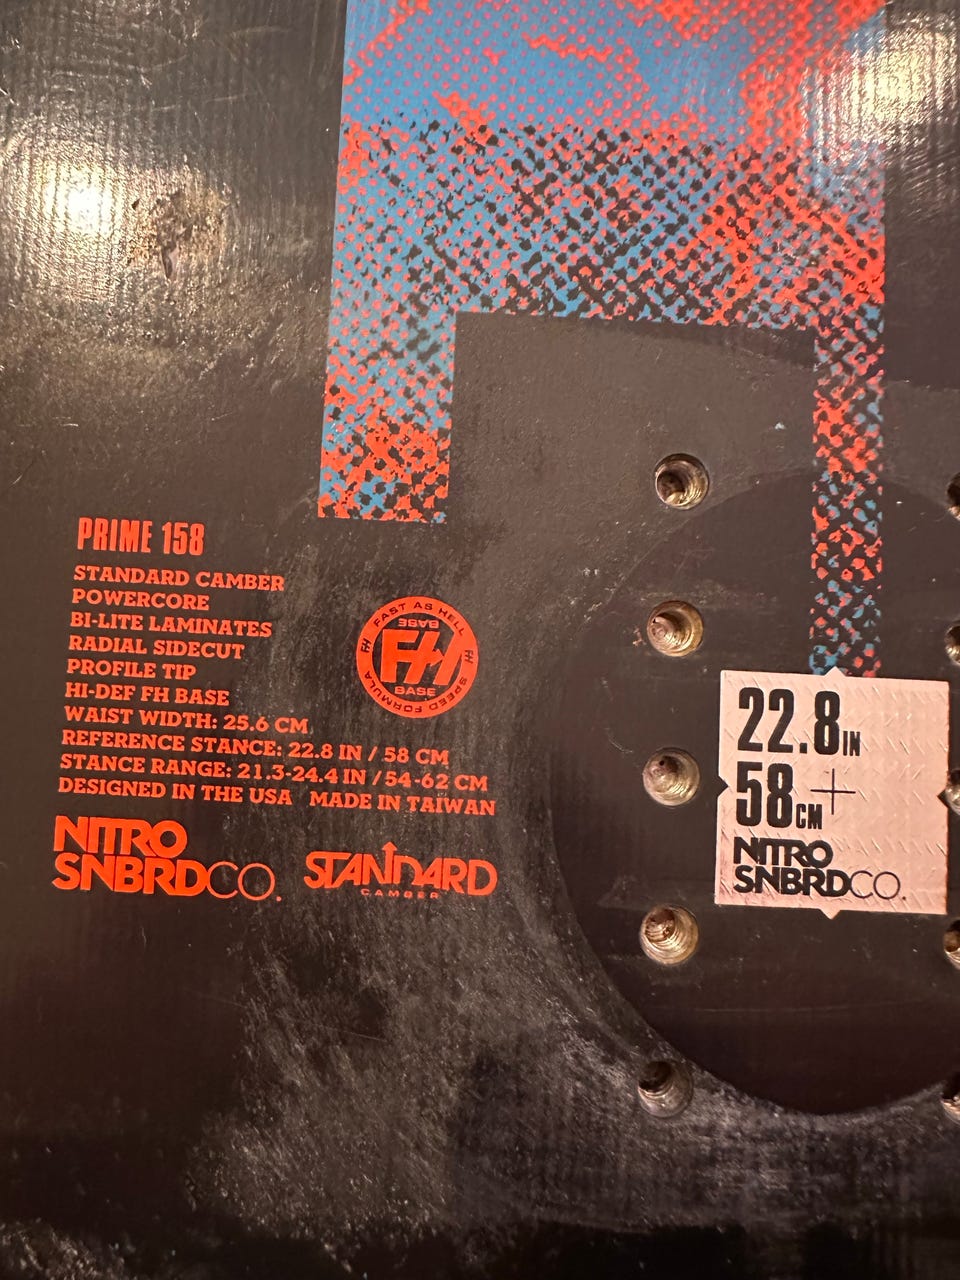 PRIME 158
STANDARD CAMBER
POWERCORE
BI-LITE LAMINATES
RADIAL SIDECUT
PROFILE TIP
HI-DEF FH BASE
WAIST WIDTH: 25.6 CM
REFERENCE STANCE: 22.8 IN / 58 CM
STANCE RANGE: 21.3-24.4 IN / 54-62 CM
DESIGNED IN THE USA MADE IN TAIWAN
NITRO
SNBRDCO.
STANDARD
CAMBER
FAST AS HELL
FH
BASE
FH
BASE
FH
SPEED FORMULA
22.8IN
58CM
NITRO
SNBRDCO.